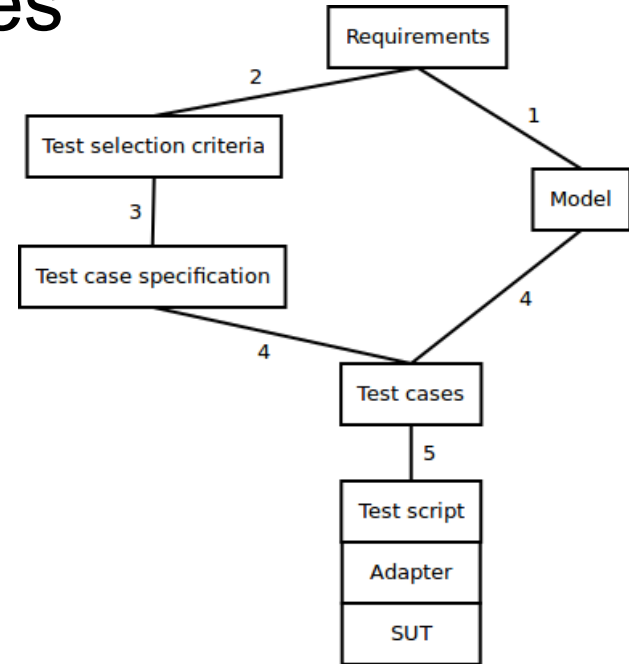 es
Requirements
2
1
Test selection criteria
Model
3
Test case specification
4
4
Test cases
5
Test script
Adapter
SUT